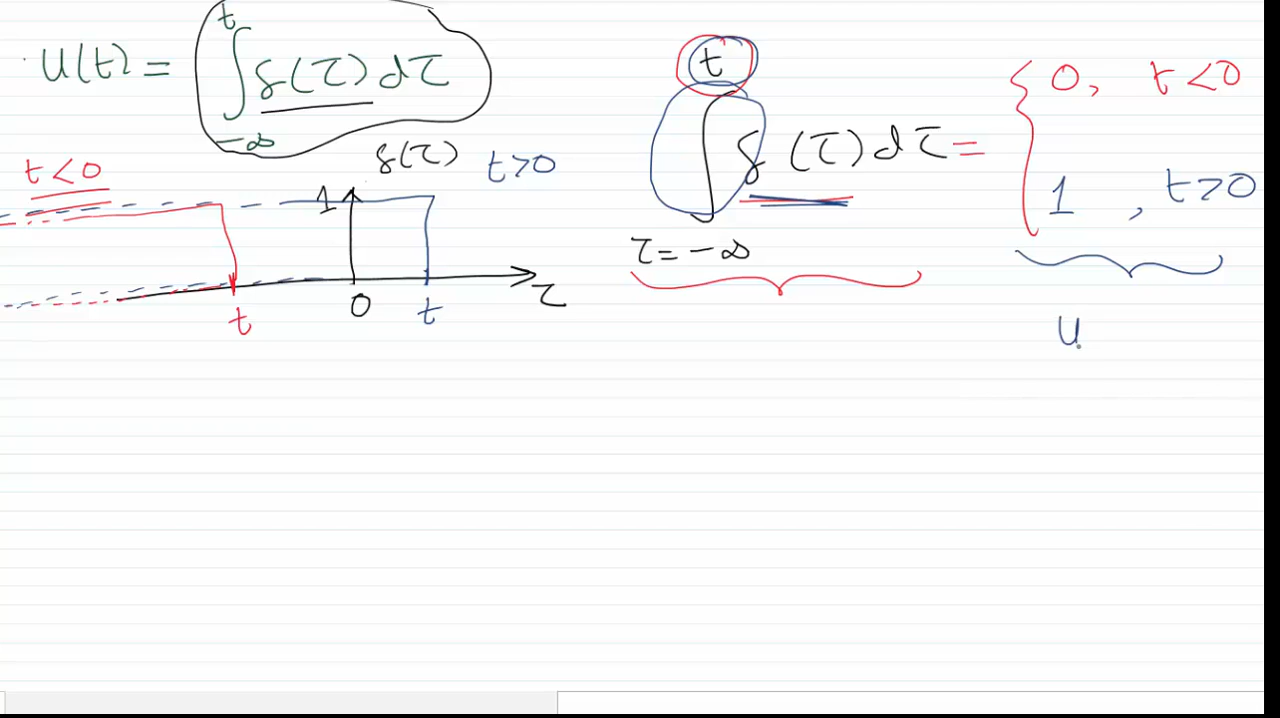 u(t) = ∫_{-∞}^{t} δ(τ) dτ
t<0
δ(τ) t>0
1
0
t
t
τ
∫_{τ=-∞}^{t} δ(τ) dτ = { 0, t<0
1, t>0
u